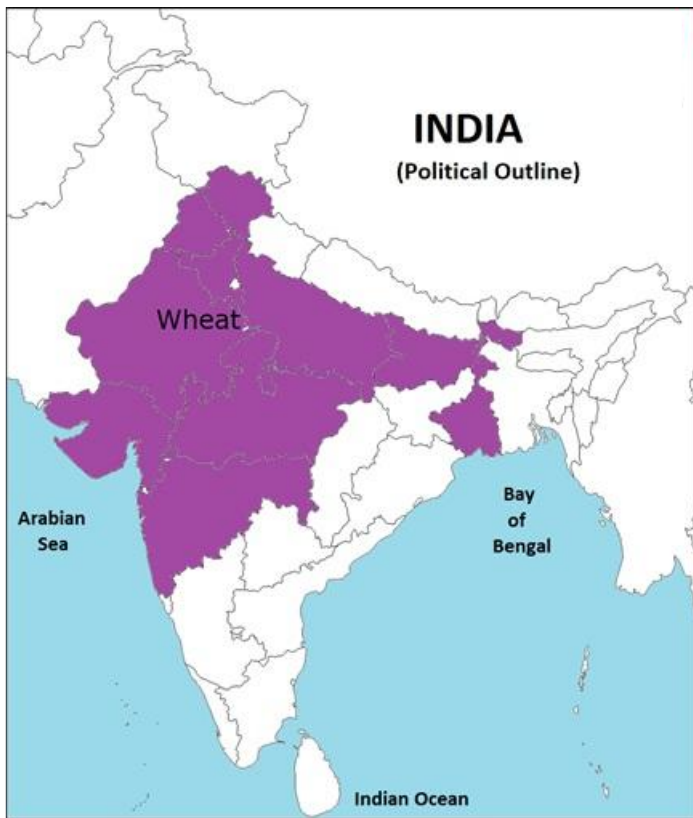 INDIA
(Political Outline)
Wheat
Arabian
Sea
Bay
of
Bengal
Indian Ocean